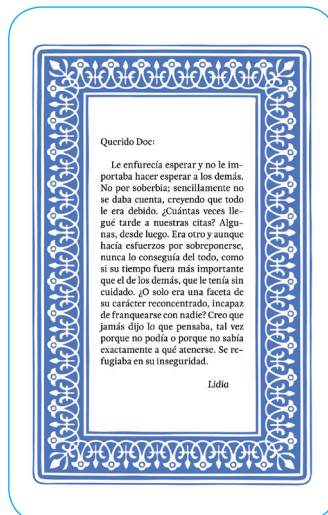 Querido Doc:
Le enfurecía esperar y no le im-
portaba hacer esperar a los demás.
No por soberbia; sencillamente no
se daba cuenta, creyendo que todo
le era debido. ¿Cuántas veces lle-
gué tarde a nuestras citas? Algu-
nas, desde luego. Era otro y aunque
hacía esfuerzos por sobreponerse,
nunca lo conseguía del todo, como
si su tiempo fuera más importante
que el de los demás, que le tenía sin
cuidado. ¿O solo era una faceta de
su carácter reconcentrado, incapaz
de franquearse con nadie? Creo que
jamás dijo lo que pensaba, tal vez
porque no podía o porque no sabía
exactamente a qué atenerse. Se re-
fugiaba en su inseguridad.
Lidia